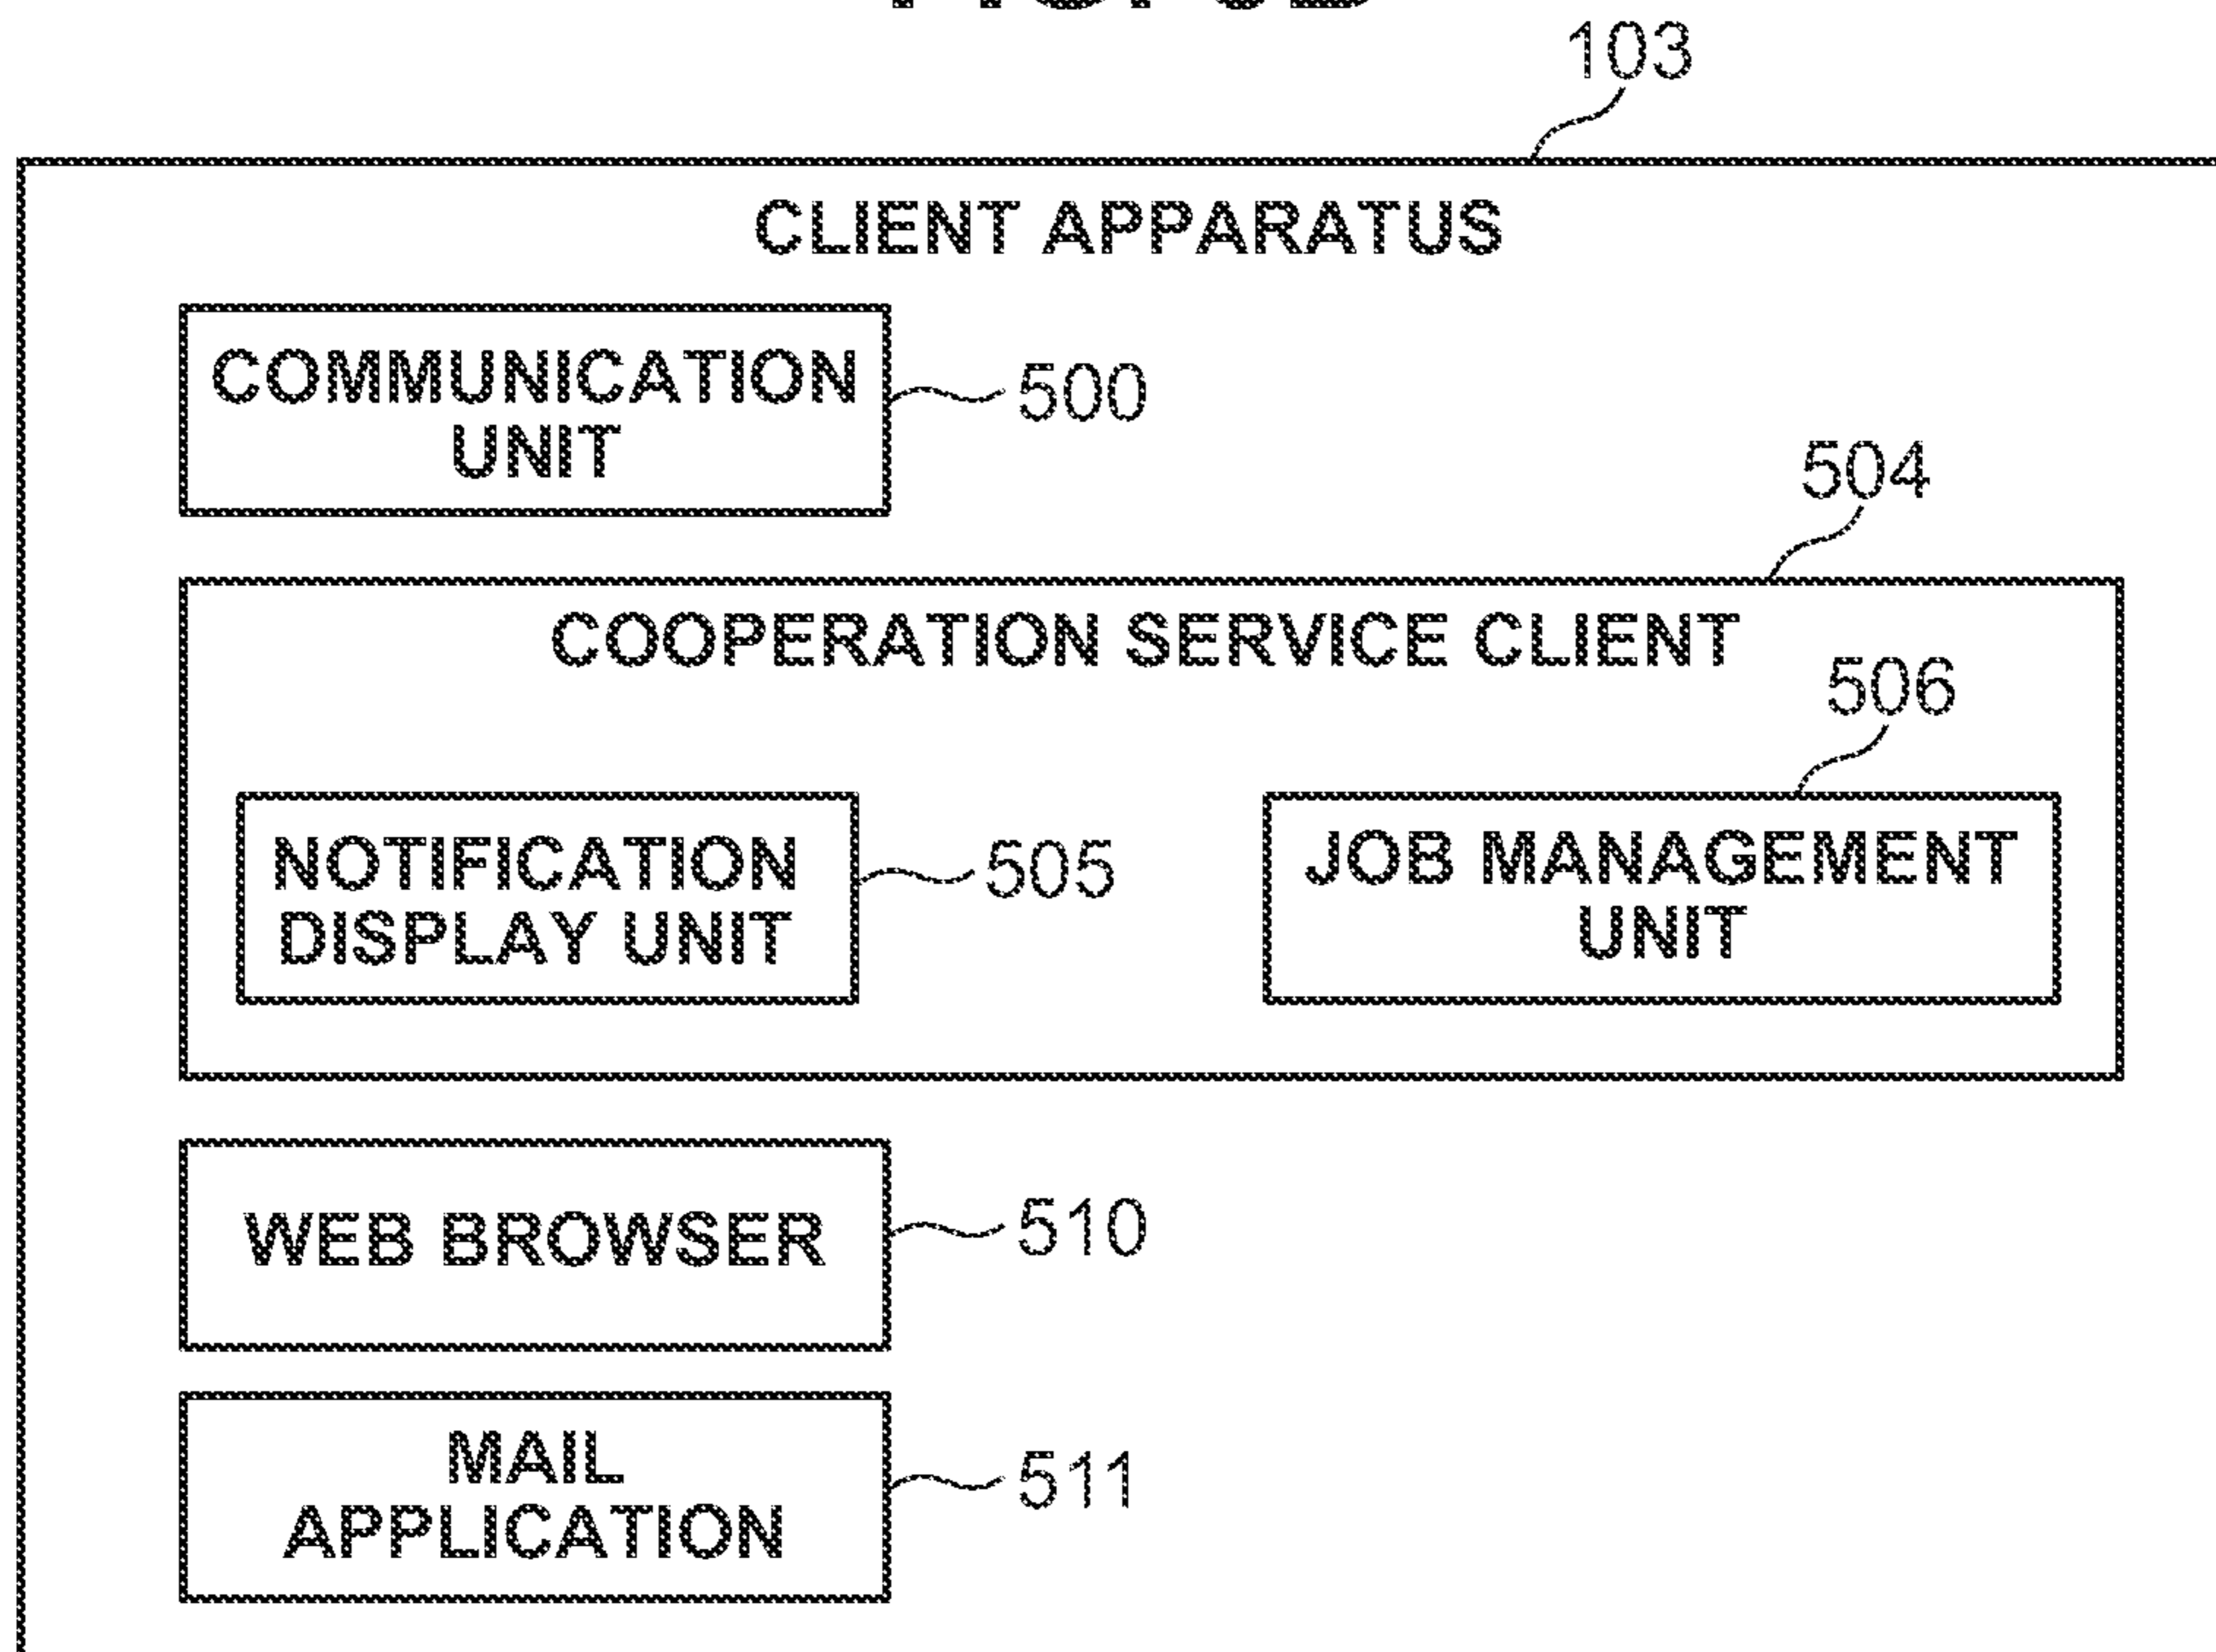 103
CLIENT APPARATUS
COMMUNICATION
UNIT
500
504
COOPERATION SERVICE CLIENT
506
NOTIFICATION
DISPLAY UNIT
505
JOB MANAGEMENT
UNIT
WEB BROWSER
510
MAIL
APPLICATION
511